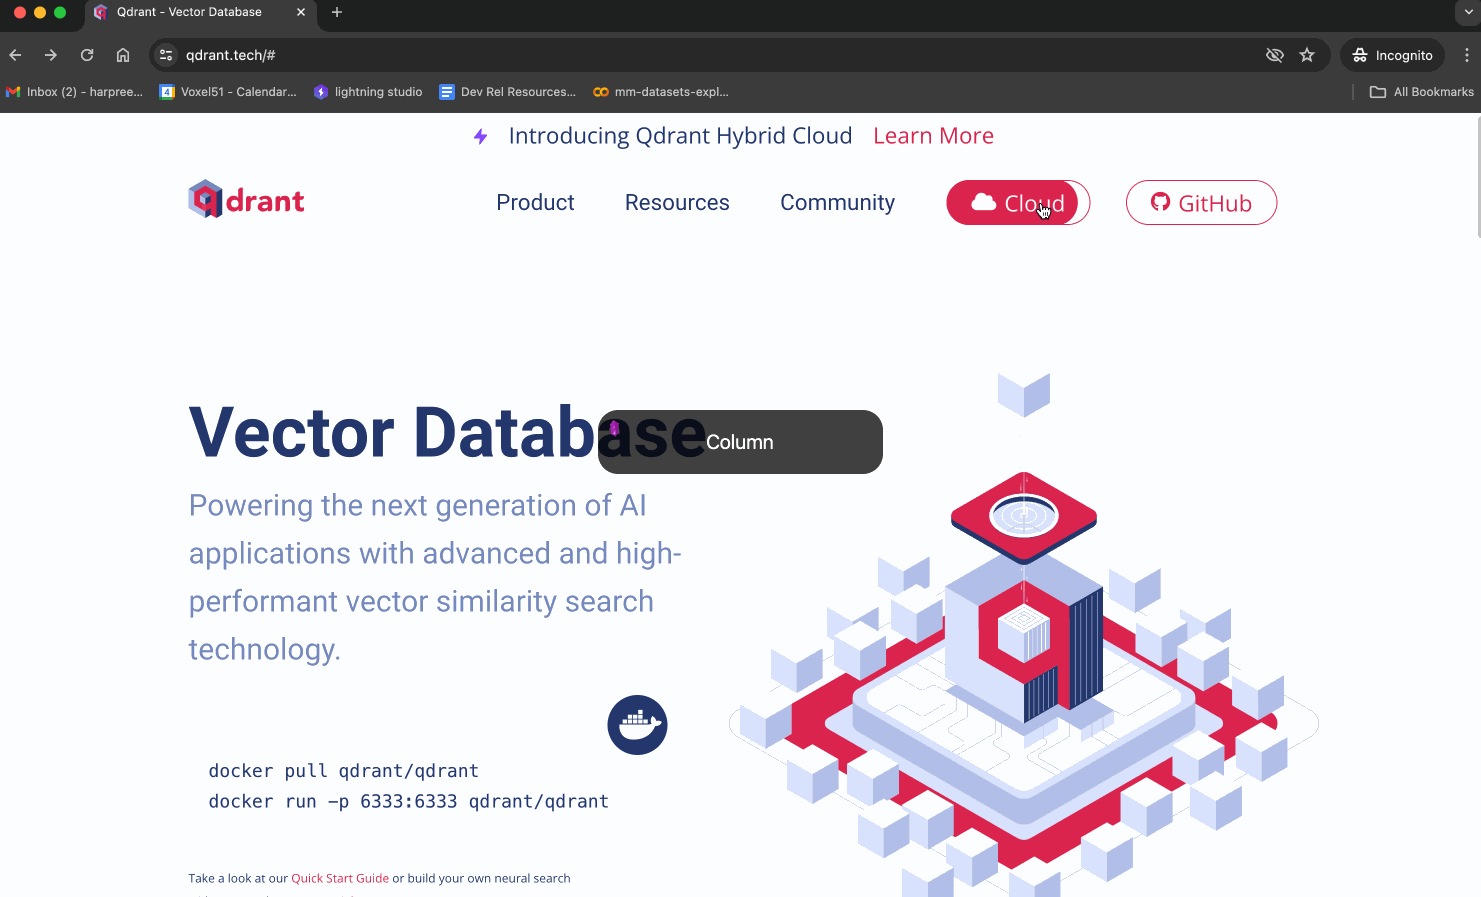 Qdrant - Vector Database
qdrant.tech/#
Incognito
Inbox (2) - harpree...
4
Voxel51 - Calendar...
lightning studio
Dev Rel Resources...
mm-datasets-expl...
All Bookmarks
Introducing Qdrant Hybrid Cloud Learn More
drant
Product
Resources
Community
Cloud
GitHub
Vector Database
Column
Powering the next generation of AI
applications with advanced and high-
performant vector similarity search
technology.
docker pull qdrant/qdrant
docker run -p 6333:6333 qdrant/qdrant
Take a look at our Quick Start Guide or build your own neural search